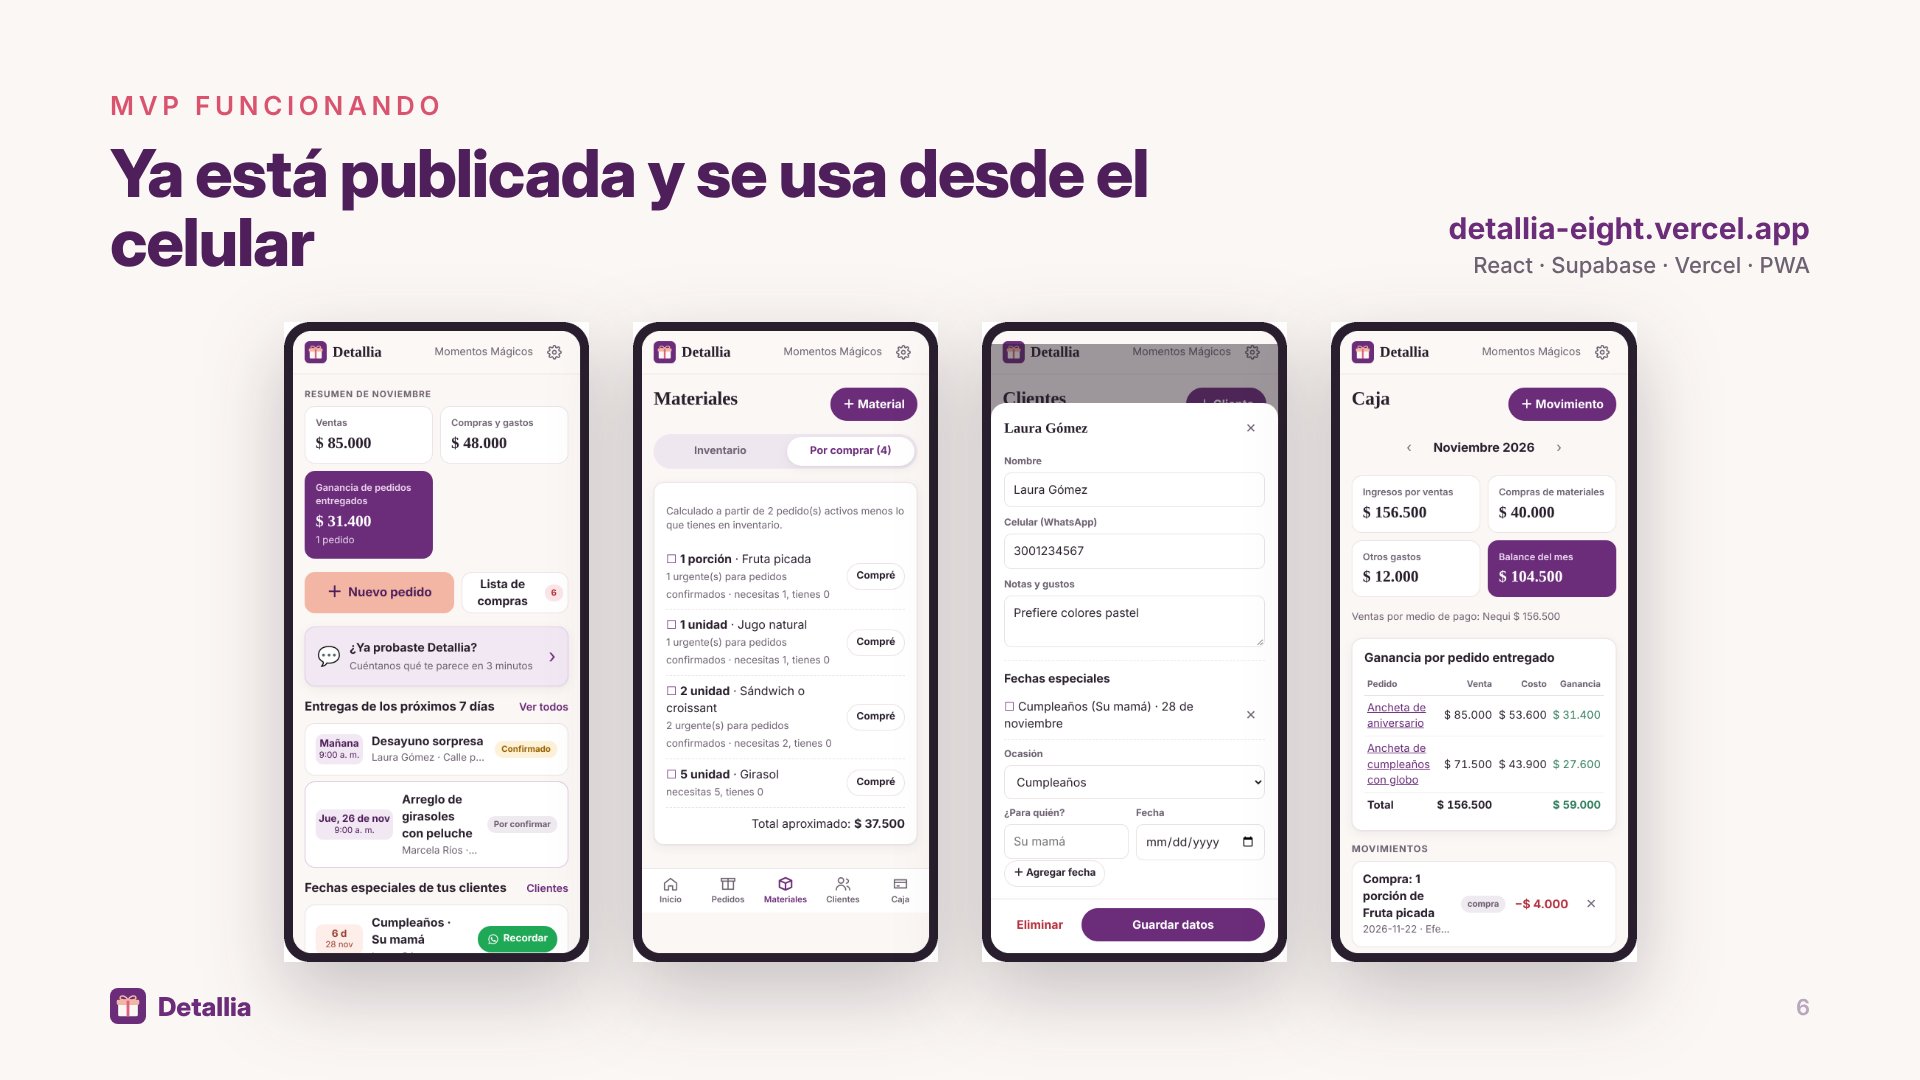 MVP FUNCIONANDO
Ya está publicada y se usa desde el
celular
detallia-eight.vercel.app
React · Supabase · Vercel · PWA
Detallia
Momentos Mágicos
RESUMEN DE NOVIEMBRE
Ventas
$ 85.000
Compras y gastos
$ 48.000
Ganancia de pedidos
entregados
$ 31.400
1 pedido
+ Nuevo pedido
Lista de
compras
6
¿Ya probaste Detallia?
Cuéntanos qué te parece en 3 minutos
Entregas de los próximos 7 días
Ver todos
Mañana
9:00 a. m.
Desayuno sorpresa
Laura Gómez · Calle p...
Confirmado
Jue, 26 de nov
9:00 a. m.
Arreglo de
girasoles
con peluche
Marcela Ríos ·...
Por confirmar
Fechas especiales de tus clientes
Clientes
6 d
28 nov
Cumpleaños ·
Su mamá
Recordar
Detallia
Momentos Mágicos
Materiales
+ Material
Inventario
Por comprar (4)
Calculado a partir de 2 pedido(s) activos menos lo
que tienes en inventario.
☐ 1 porción · Fruta picada
1 urgente(s) para pedidos
confirmados · necesitas 1, tienes 0
Compré
☐ 1 unidad · Jugo natural
1 urgente(s) para pedidos
confirmados · necesitas 1, tienes 0
Compré
☐ 2 unidad · Sándwich o
croissant
2 urgente(s) para pedidos
confirmados · necesitas 2, tienes 0
Compré
☐ 5 unidad · Girasol
necesitas 5, tienes 0
Compré
Total aproximado: $ 37.500
Inicio
Pedidos
Materiales
Clientes
Caja
Detallia
Momentos Mágicos
Clientes
+ Cliente
Laura Gómez
×
Nombre
Laura Gómez
Celular (WhatsApp)
3001234567
Notas y gustos
Prefiere colores pastel
Fechas especiales
☐ Cumpleaños (Su mamá) · 28 de
noviembre
×
Ocasión
Cumpleaños
¿Para quién?
Fecha
Su mamá
mm/dd/yyyy
+ Agregar fecha
Eliminar
Guardar datos
Detallia
Momentos Mágicos
Caja
+ Movimiento
‹ Noviembre 2026 ›
Ingresos por ventas
$ 156.500
Compras de materiales
$ 40.000
Otros gastos
$ 12.000
Balance del mes
$ 104.500
Ventas por medio de pago: Nequi $ 156.500
Ganancia por pedido entregado
Pedido Venta Costo Ganancia
Ancheta de
aniversario
$ 85.000 $ 53.600 $ 31.400
Ancheta de
cumpleaños
con globo
$ 71.500 $ 43.900 $ 27.600
Total $ 156.500 $ 59.000
MOVIMIENTOS
Compra: 1
porción de
Fruta picada
2026-11-22 · Efe...
compra
−$ 4.000
×
Detallia
6